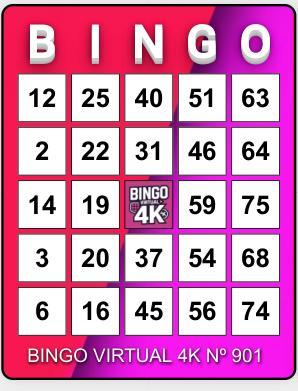 BINGO
12 25 40 51 63
2 22 31 46 64
14 19 BINGO VIRTUAL 4K 59 75
3 20 37 54 68
6 16 45 56 74
BINGO VIRTUAL 4K Nº 901